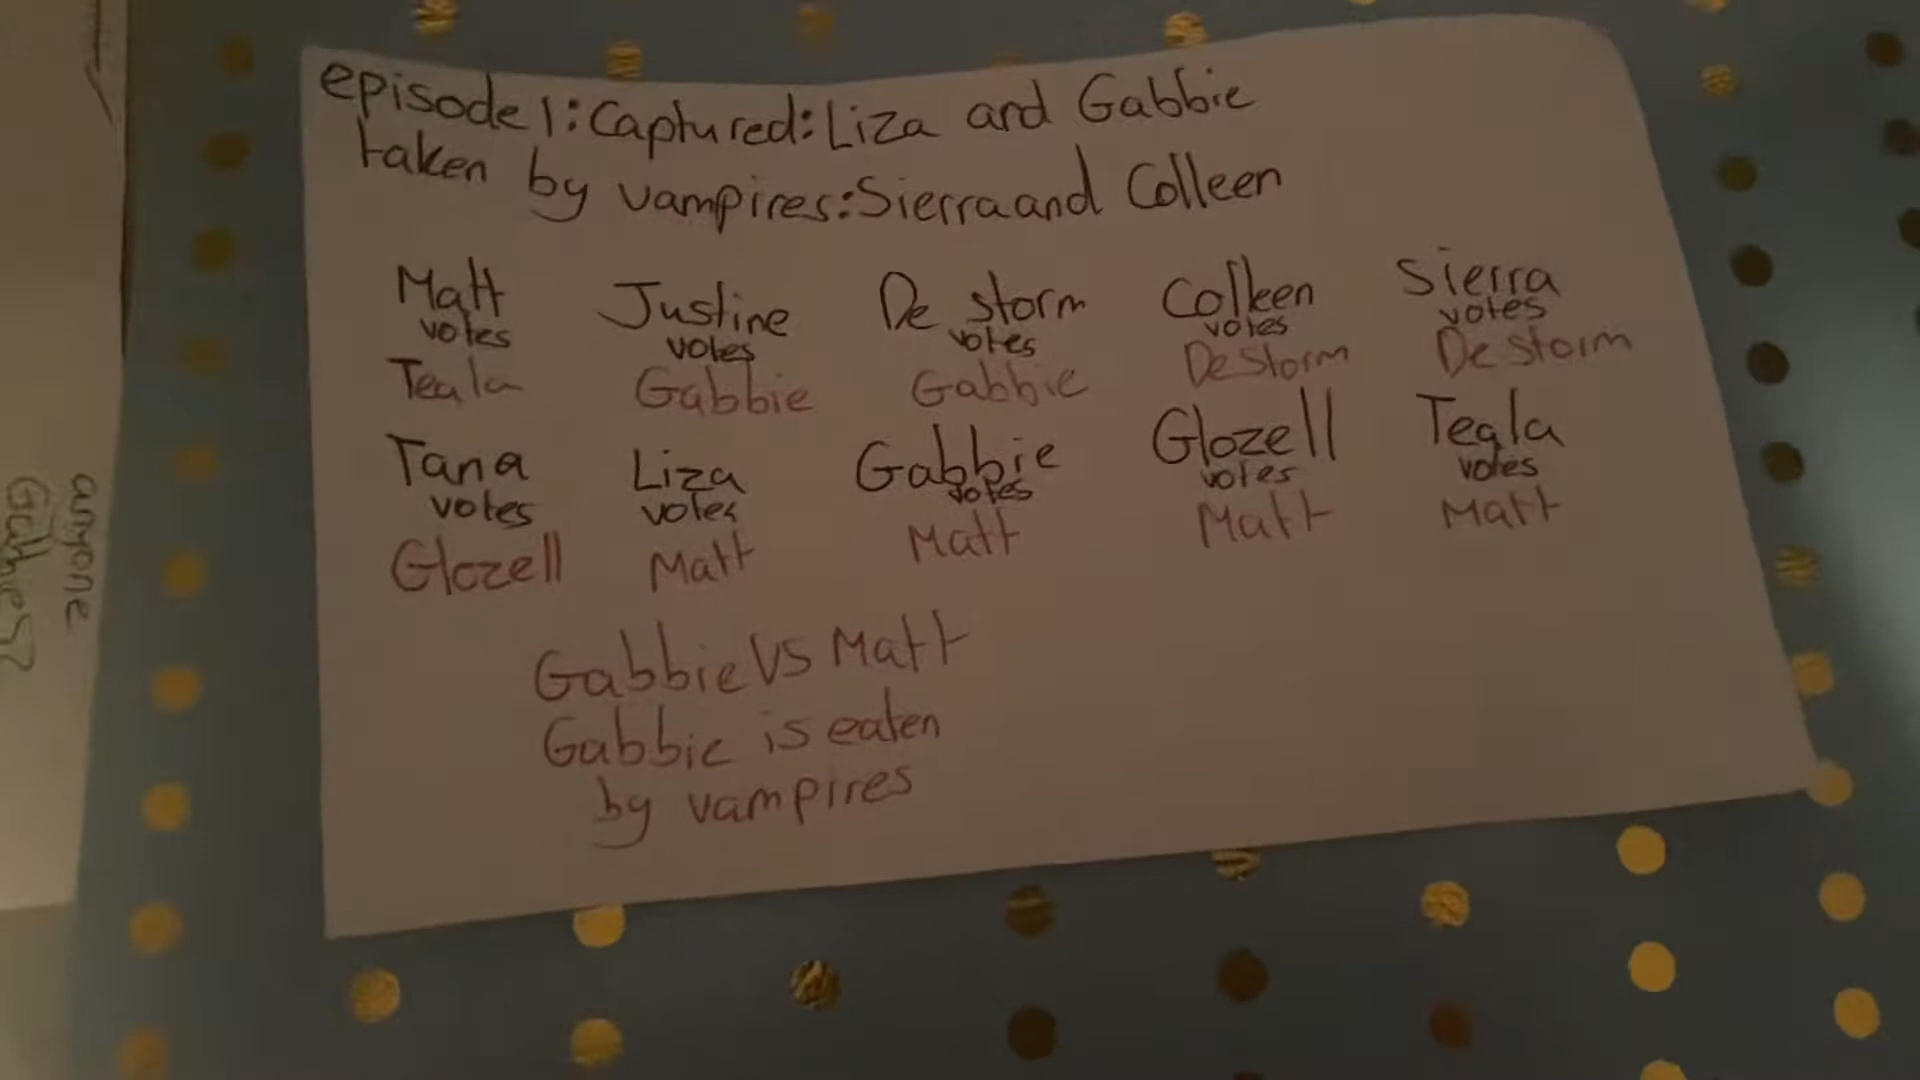 episode 1: Captured: Liza and Gabbie
taken by vampires: Sierra and Colleen
Matt Justine De storm Colleen Sierra
votes votes votes votes votes
Teala Gabbie Gabbie De Storm De Storm
Tana Liza Gabbie Glozell Teala
votes votes votes votes votes
Glozell Matt Matt Matt Matt
Gabbie VS Matt
Gabbie is eaten
by vampires
anyone